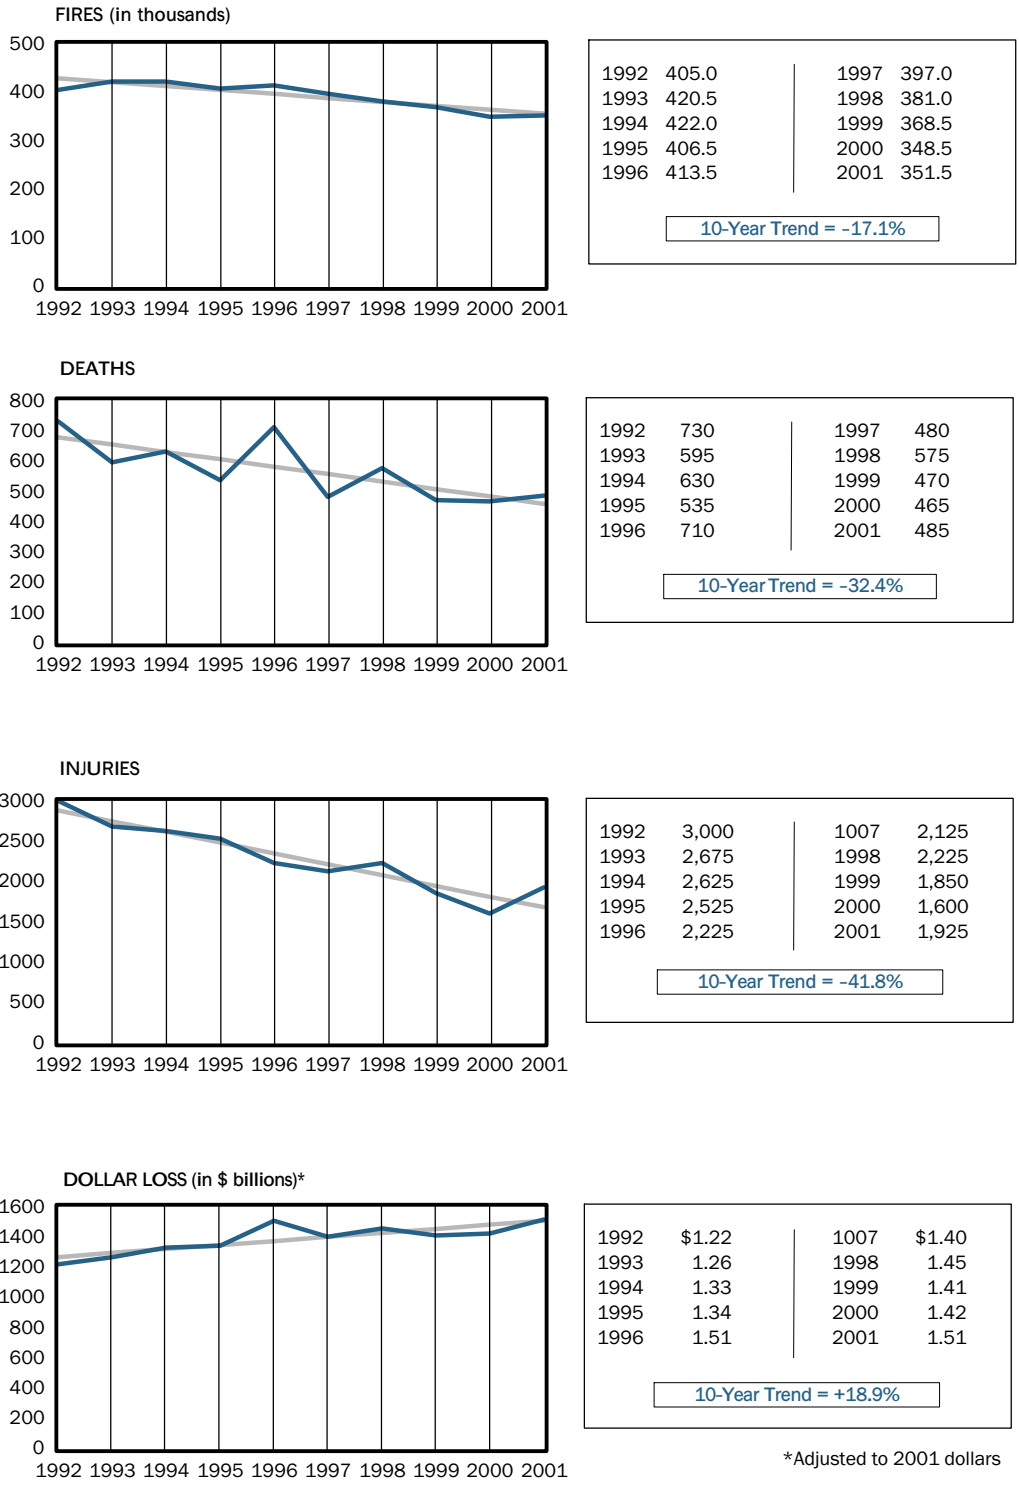 FIRES (in thousands)
500
400
300
200
100
0
1992 1993 1994 1995 1996 1997 1998 1999 2000 2001
1992 405.0 1997 397.0
1993 420.5 1998 381.0
1994 422.0 1999 368.5
1995 406.5 2000 348.5
1996 413.5 2001 351.5
10-Year Trend = -17.1%
DEATHS
800
700
600
500
400
300
200
100
0
1992 1993 1994 1995 1996 1997 1998 1999 2000 2001
1992 730 1997 480
1993 595 1998 575
1994 630 1999 470
1995 535 2000 465
1996 710 2001 485
10-Year Trend = -32.4%
INJURIES
3000
2500
2000
1500
1000
500
0
1992 1993 1994 1995 1996 1997 1998 1999 2000 2001
1992 3,000 1007 2,125
1993 2,675 1998 2,225
1994 2,625 1999 1,850
1995 2,525 2000 1,600
1996 2,225 2001 1,925
10-Year Trend = -41.8%
DOLLAR LOSS (in $ billions)*
1600
1400
1200
1000
800
600
400
200
0
1992 1993 1994 1995 1996 1997 1998 1999 2000 2001
1992 $1.22 1007 $1.40
1993 1.26 1998 1.45
1994 1.33 1999 1.41
1995 1.34 2000 1.42
1996 1.51 2001 1.51
10-Year Trend = +18.9%
*Adjusted to 2001 dollars